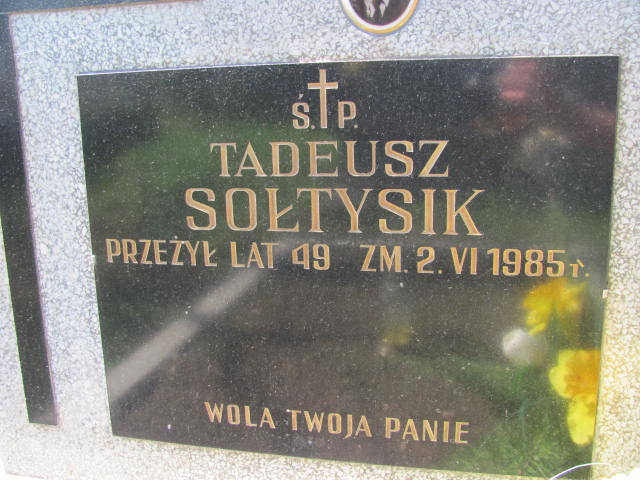 Ś.†P.
TADEUSZ
SOŁTYSIK
PRZEŻYŁ LAT 49 ZM. 2. VI 1985 r.
WOLA TWOJA PANIE